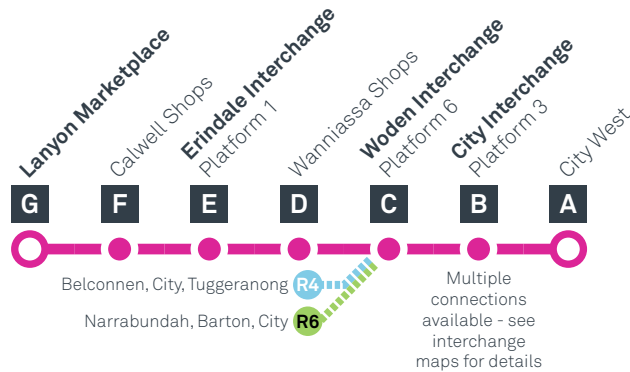 Lanyon Marketplace
Calwell Shops
Erindale Interchange
Platform 1
Wanniassa Shops
Woden Interchange
Platform 6
City Interchange
Platform 3
City West
G F E D C B A
Belconnen, City, Tuggeranong R4
Narrabundah, Barton, City R6
Multiple
connections
available - see
interchange
maps for details